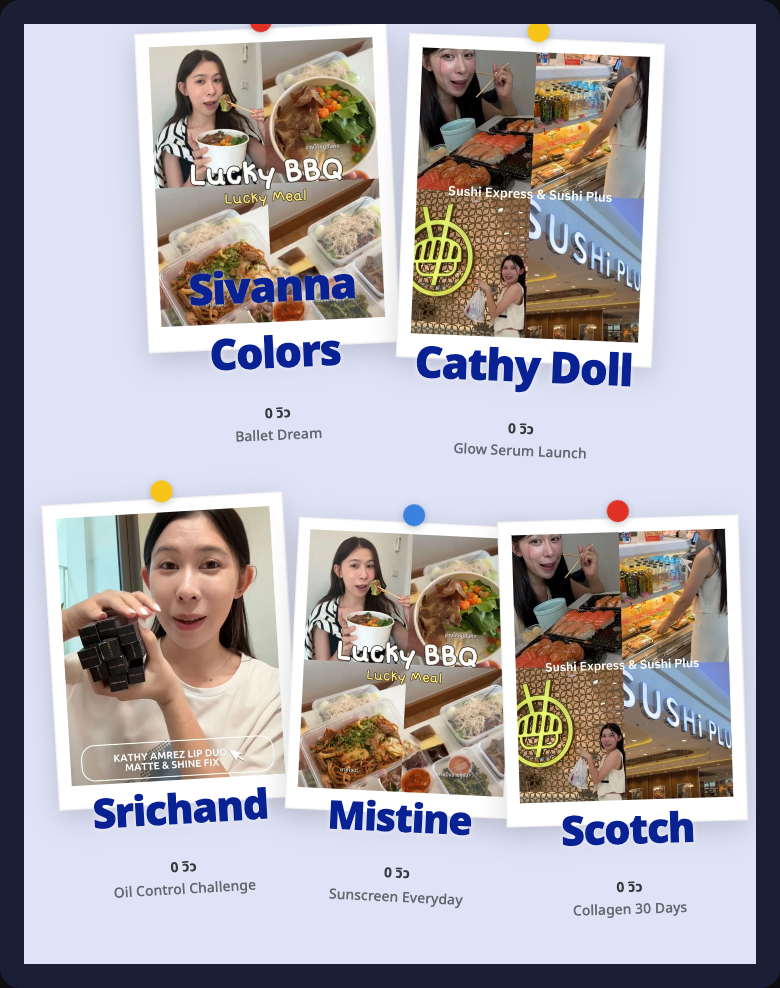 Lucky BBQ
Lucky Meal
Sivanna
Colors
0 วิว
Ballet Dream
Sushi Express & Sushi Plus
SUSHi PLU
Cathy Doll
0 วิว
Glow Serum Launch
KATHY AMREZ LIP DUO
MATTE & SHINE FIX
Srichand
0 วิว
Oil Control Challenge
Lucky BBQ
Lucky Meal
Mistine
0 วิว
Sunscreen Everyday
Sushi Express & Sushi Plus
SUSHi PLU
Scotch
0 วิว
Collagen 30 Days